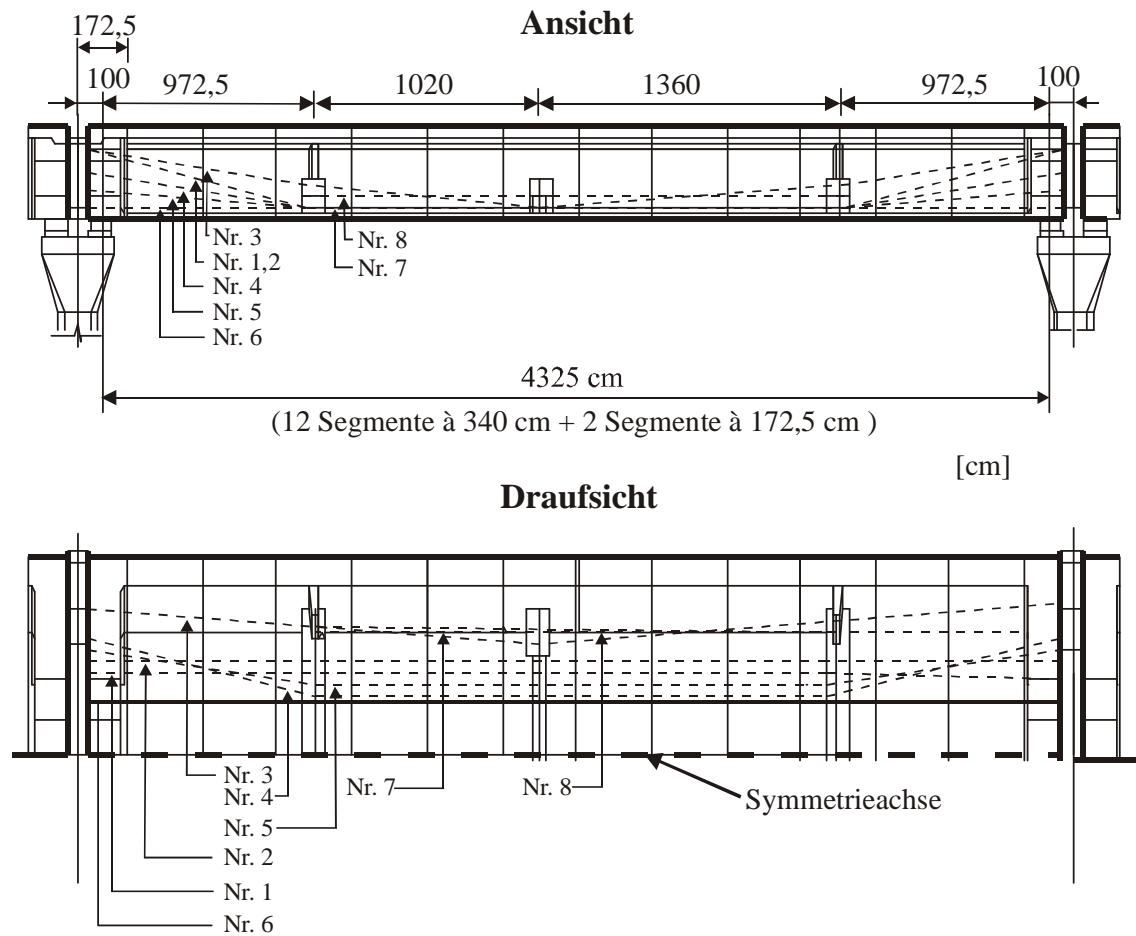 Ansicht
172,5
100 972,5 1020 1360 972,5 100
Nr. 3
Nr. 8
Nr. 1,2
Nr. 7
Nr. 4
Nr. 5
Nr. 6
4325 cm
(12 Segmente à 340 cm + 2 Segmente à 172,5 cm )
[cm]
Draufsicht
Nr. 3
Nr. 4
Nr. 7
Nr. 8
Symmetrieachse
Nr. 5
Nr. 2
Nr. 1
Nr. 6